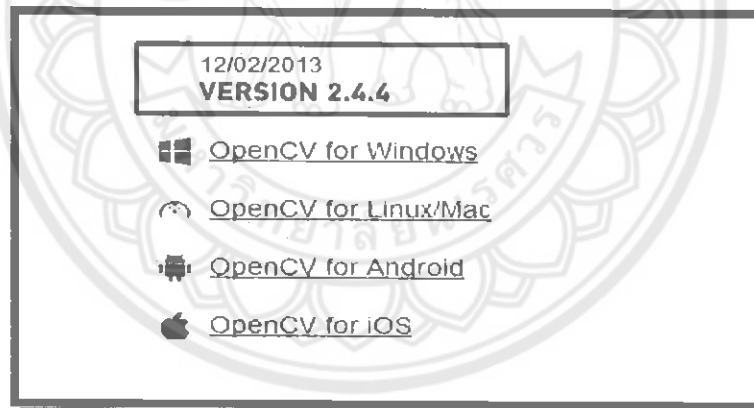 12/02/2013
VERSION 2.4.4
OpenCV for Windows
OpenCV for Linux/Mac
OpenCV for Android
OpenCV for iOS